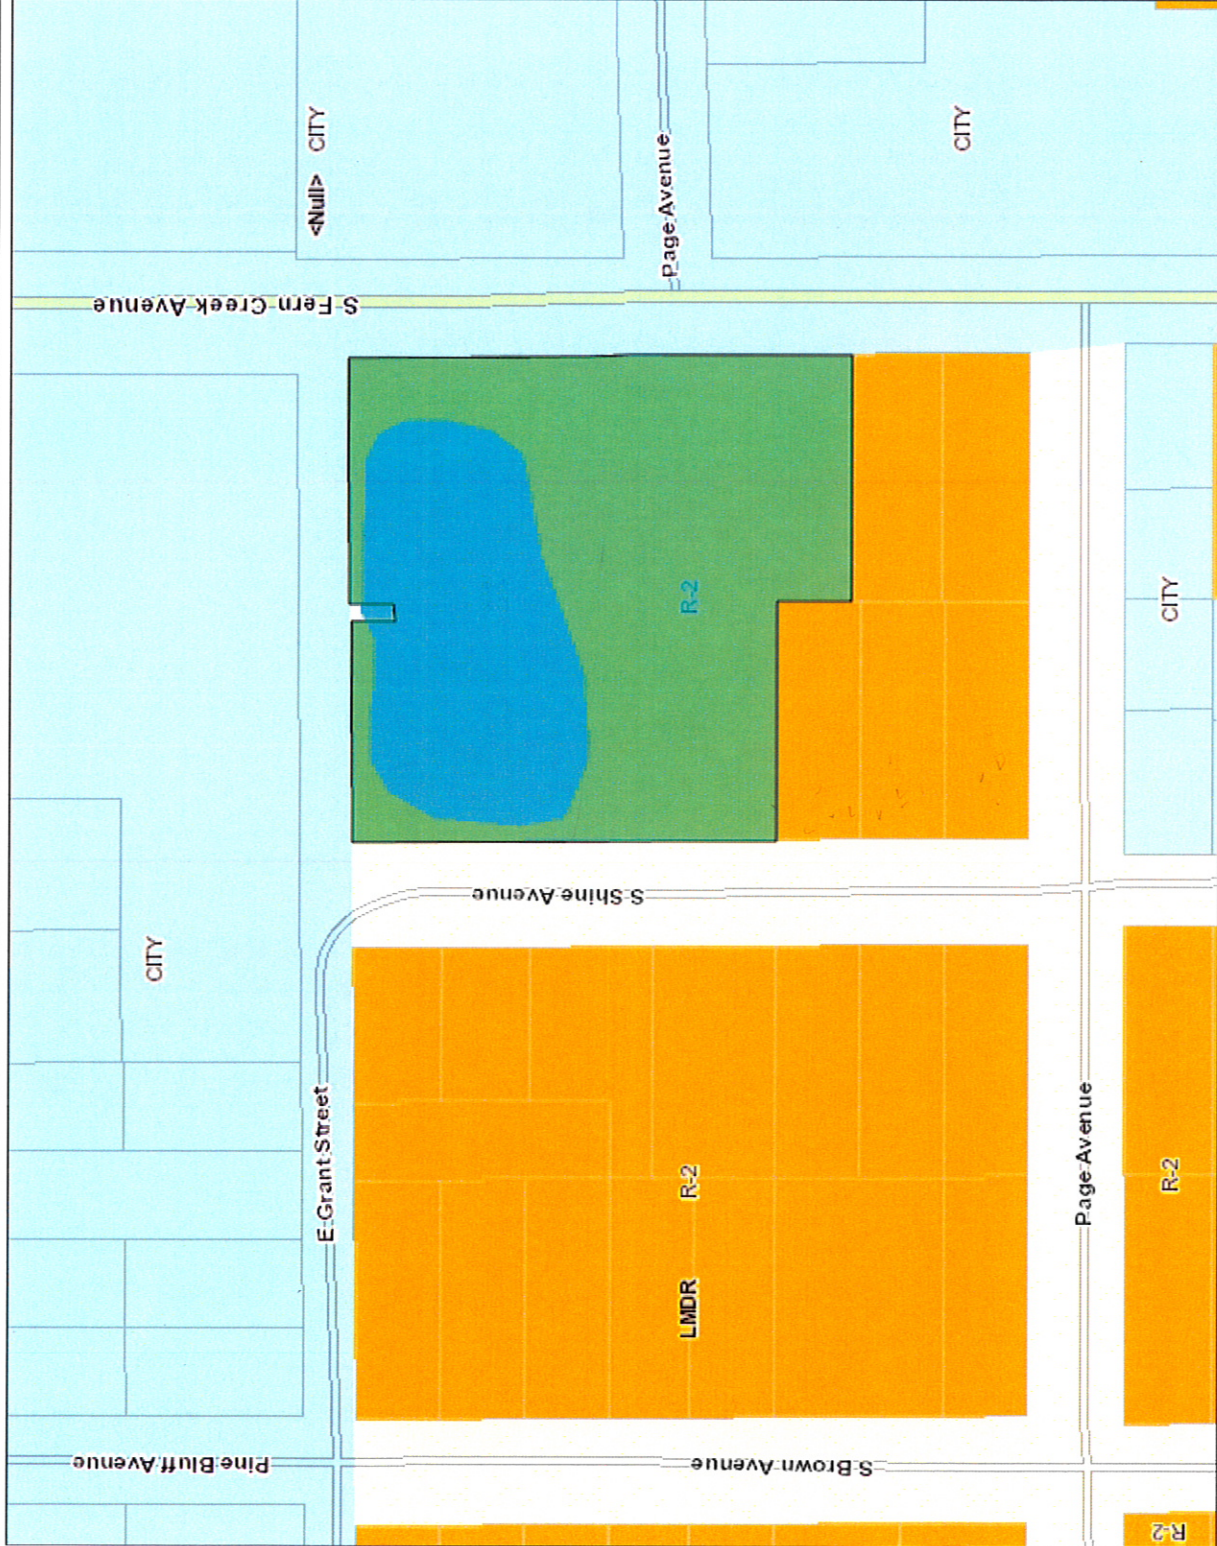 <Null> CITY
CITY
Page Avenue
S Fern Creek Avenue
R-2
CITY
S Shine Avenue
CITY
E Grant Street
R-2
LMDR
Page Avenue
R-2
Pine Bluff Avenue
S Brown Avenue
R-2